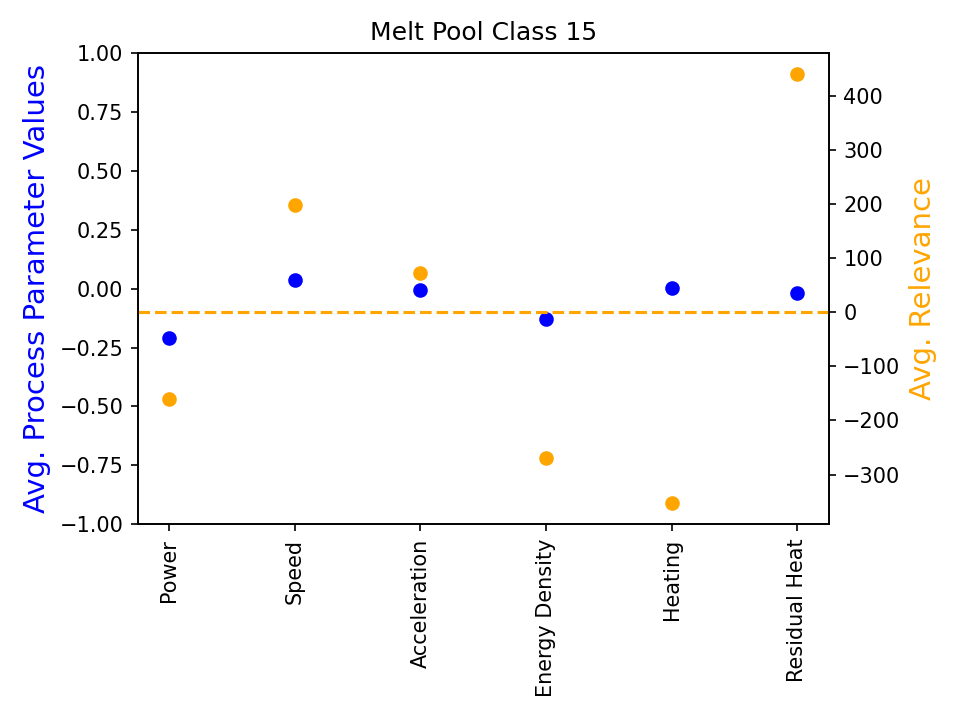 Melt Pool Class 15
Avg. Process Parameter Values
1.00
0.75
0.50
0.25
0.00
−0.25
−0.50
−0.75
−1.00
400
300
200
100
0
−100
−200
−300
Avg. Relevance
Power
Speed
Acceleration
Energy Density
Heating
Residual Heat